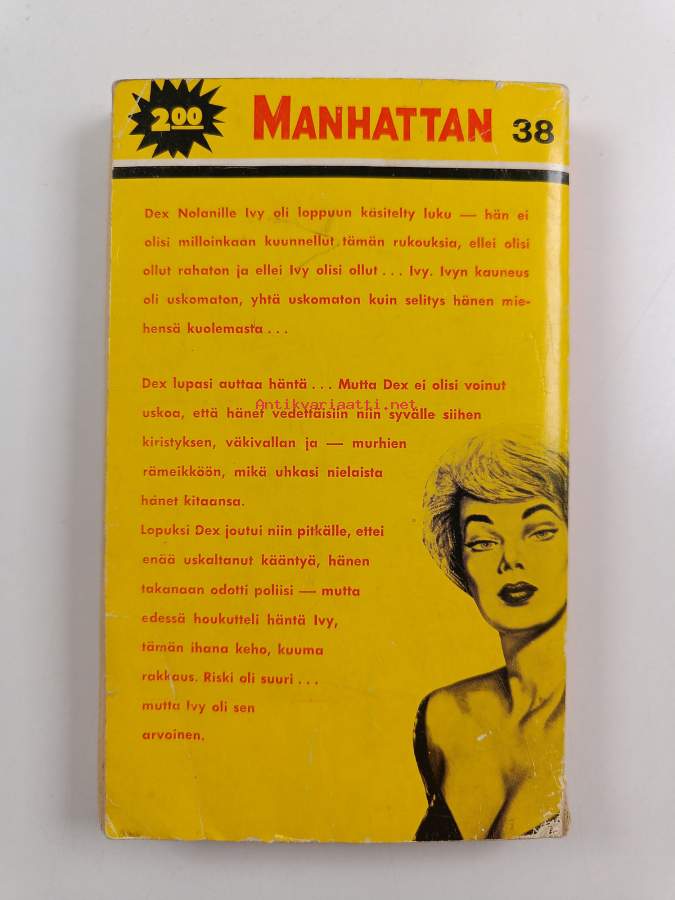 2.00 MANHATTAN 38
Dex Nolanille Ivy oli loppuun käsitelty luku — hän ei
olisi milloinkaan kuunnellut tämän rukouksia, ellei olisi
ollut rahaton ja ellei Ivy olisi ollut . . . Ivy. Ivyn kauneus
oli uskomaton, yhtä uskomaton kuin selitys hänen mie-
hensä kuolemasta . . .
Dex lupasi auttaa häntä . . . Mutta Dex ei olisi voinut
Antikvariaatti.net
uskoa, että hänet vedettäisiin niin syvälle siihen
kiristyksen, väkivallan ja — murhien
rämeikköön, mikä uhkasi nielaista
hänet kitaansa.
Lopuksi Dex joutui niin pitkälle, ettei
enää uskaltanut kääntyä, hänen
takanaan odotti poliisi — mutta
edessä houkutteli häntä Ivy,
tämän ihana keho, kuuma
rakkaus. Riski oli suuri . . .
mutta Ivy oli sen
arvoinen.